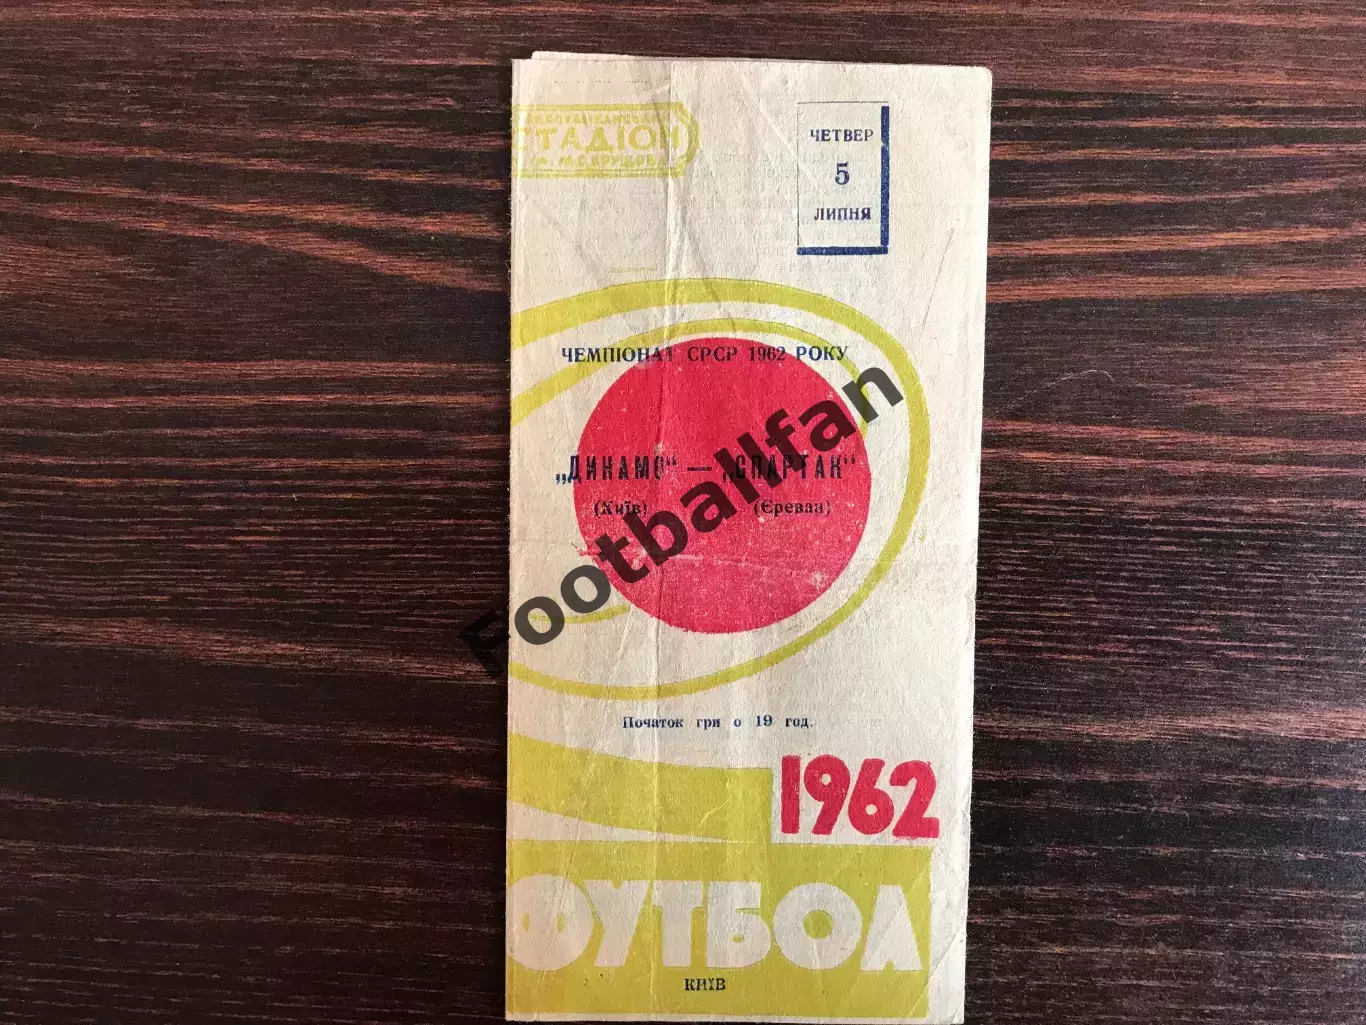 СТАДІОН
ЧЕТВЕР
5
ЛИПНЯ
ЧЕМПІОНАТ СРСР 1962 РОКУ
„ДИНАМО“ — „СПАРТАК“
(Київ) (Єреван)
Footballfan
Початок гри о 19 год.
1962
ФУТБОЛ
КИЇВ